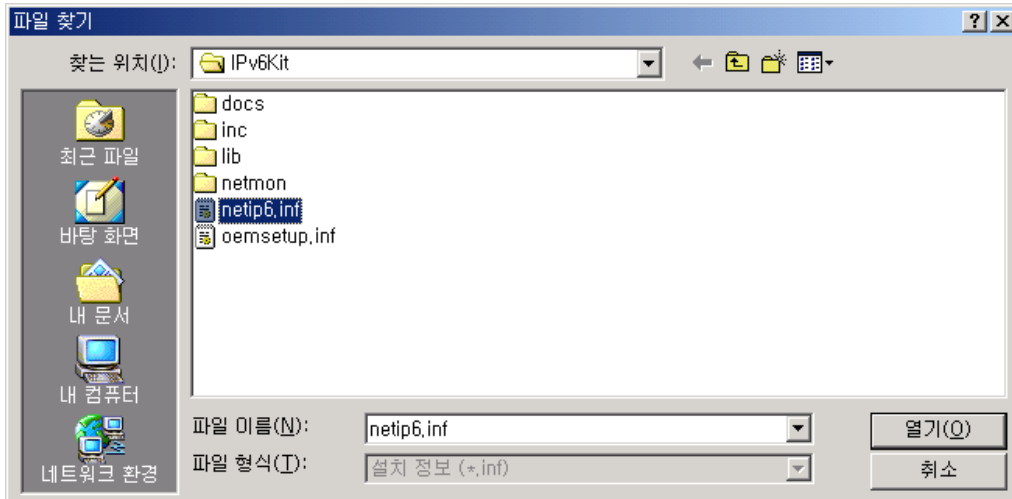 파일 찾기
찾는 위치(I): IPv6Kit
최근 파일
바탕 화면
내 문서
내 컴퓨터
네트워크 환경
docs
inc
lib
netmon
netip6.inf
oemsetup.inf
파일 이름(N): netip6.inf
열기(O)
파일 형식(T): 설치 정보 (*.inf)
취소